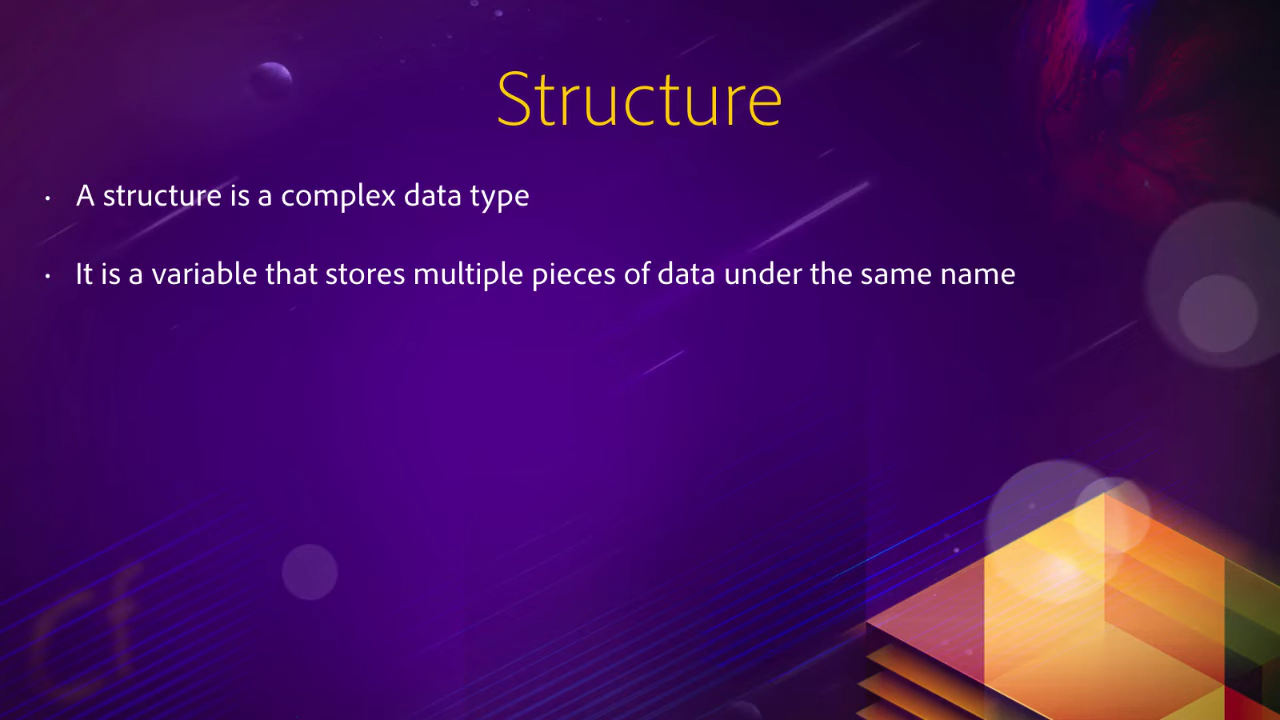 Structure
• A structure is a complex data type
• It is a variable that stores multiple pieces of data under the same name
Cf